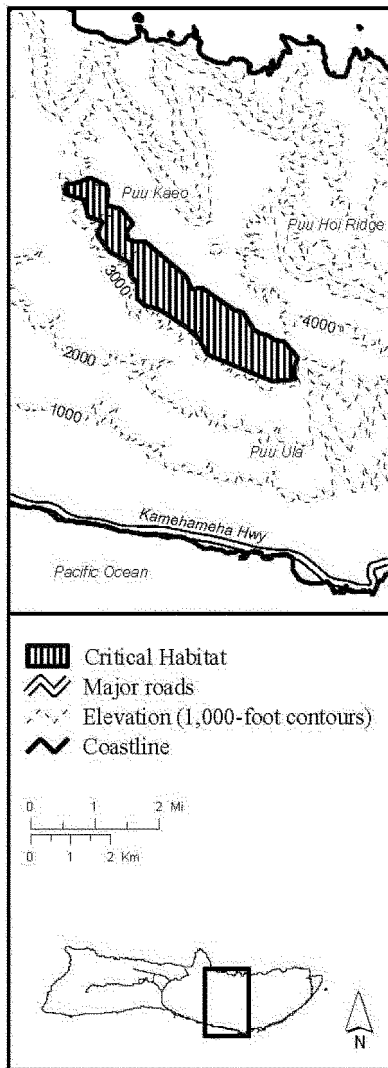 Puu Kaeo
Puu Hoi Ridge
3000
4000
2000
1000
Puu Ula
Kamehameha Hwy
Pacific Ocean
Critical Habitat
Major roads
Elevation (1,000-foot contours)
Coastline
0 1 2 Mi
0 1 2 Km
N